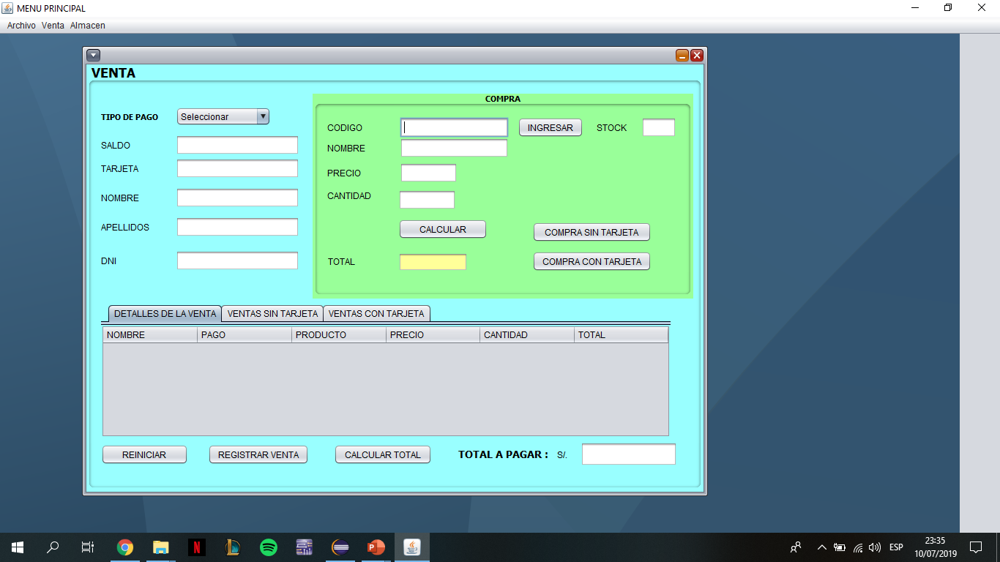 MENU PRINCIPAL
Archivo Venta Almacen
VENTA
TIPO DE PAGO Seleccionar
SALDO
TARJETA
NOMBRE
APELLIDOS
DNI
COMPRA
CODIGO INGRESAR STOCK
NOMBRE
PRECIO
CANTIDAD
CALCULAR COMPRA SIN TARJETA
TOTAL COMPRA CON TARJETA
DETALLES DE LA VENTA VENTAS SIN TARJETA VENTAS CON TARJETA
NOMBRE PAGO PRODUCTO PRECIO CANTIDAD TOTAL
REINICIAR REGISTRAR VENTA CALCULAR TOTAL TOTAL A PAGAR : S/.
ESP 23:35
10/07/2019